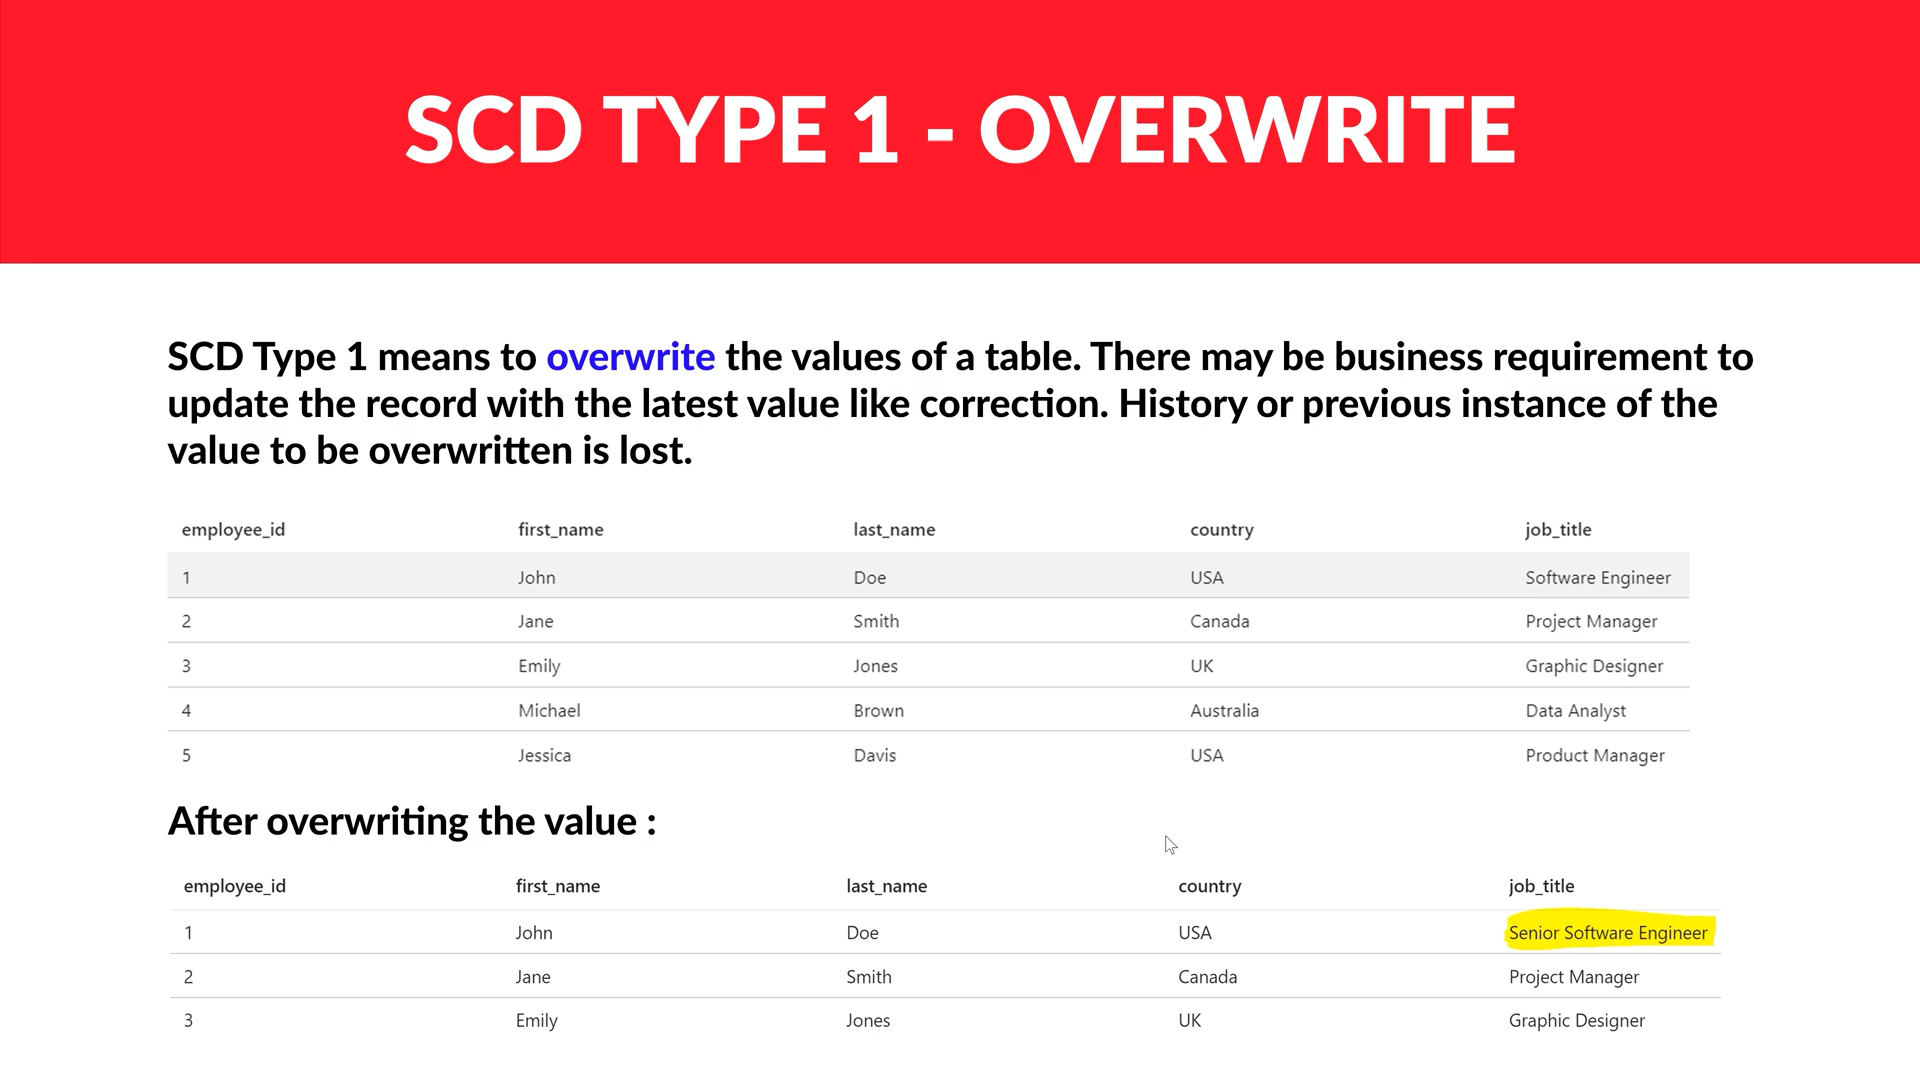 SCD TYPE 1 - OVERWRITE
SCD Type 1 means to overwrite the values of a table. There may be business requirement to
update the record with the latest value like correction. History or previous instance of the
value to be overwritten is lost.
employee_id first_name last_name country job_title
1 John Doe USA Software Engineer
2 Jane Smith Canada Project Manager
3 Emily Jones UK Graphic Designer
4 Michael Brown Australia Data Analyst
5 Jessica Davis USA Product Manager
After overwriting the value :
employee_id first_name last_name country job_title
1 John Doe USA Senior Software Engineer
2 Jane Smith Canada Project Manager
3 Emily Jones UK Graphic Designer